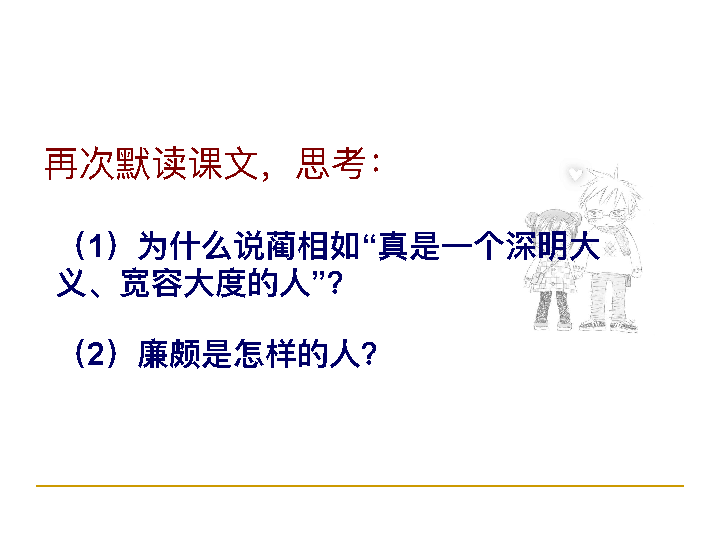 再次默读课文，思考：
（1）为什么说蔺相如“真是一个深明大
义、宽容大度的人”？
（2）廉颇是怎样的人？